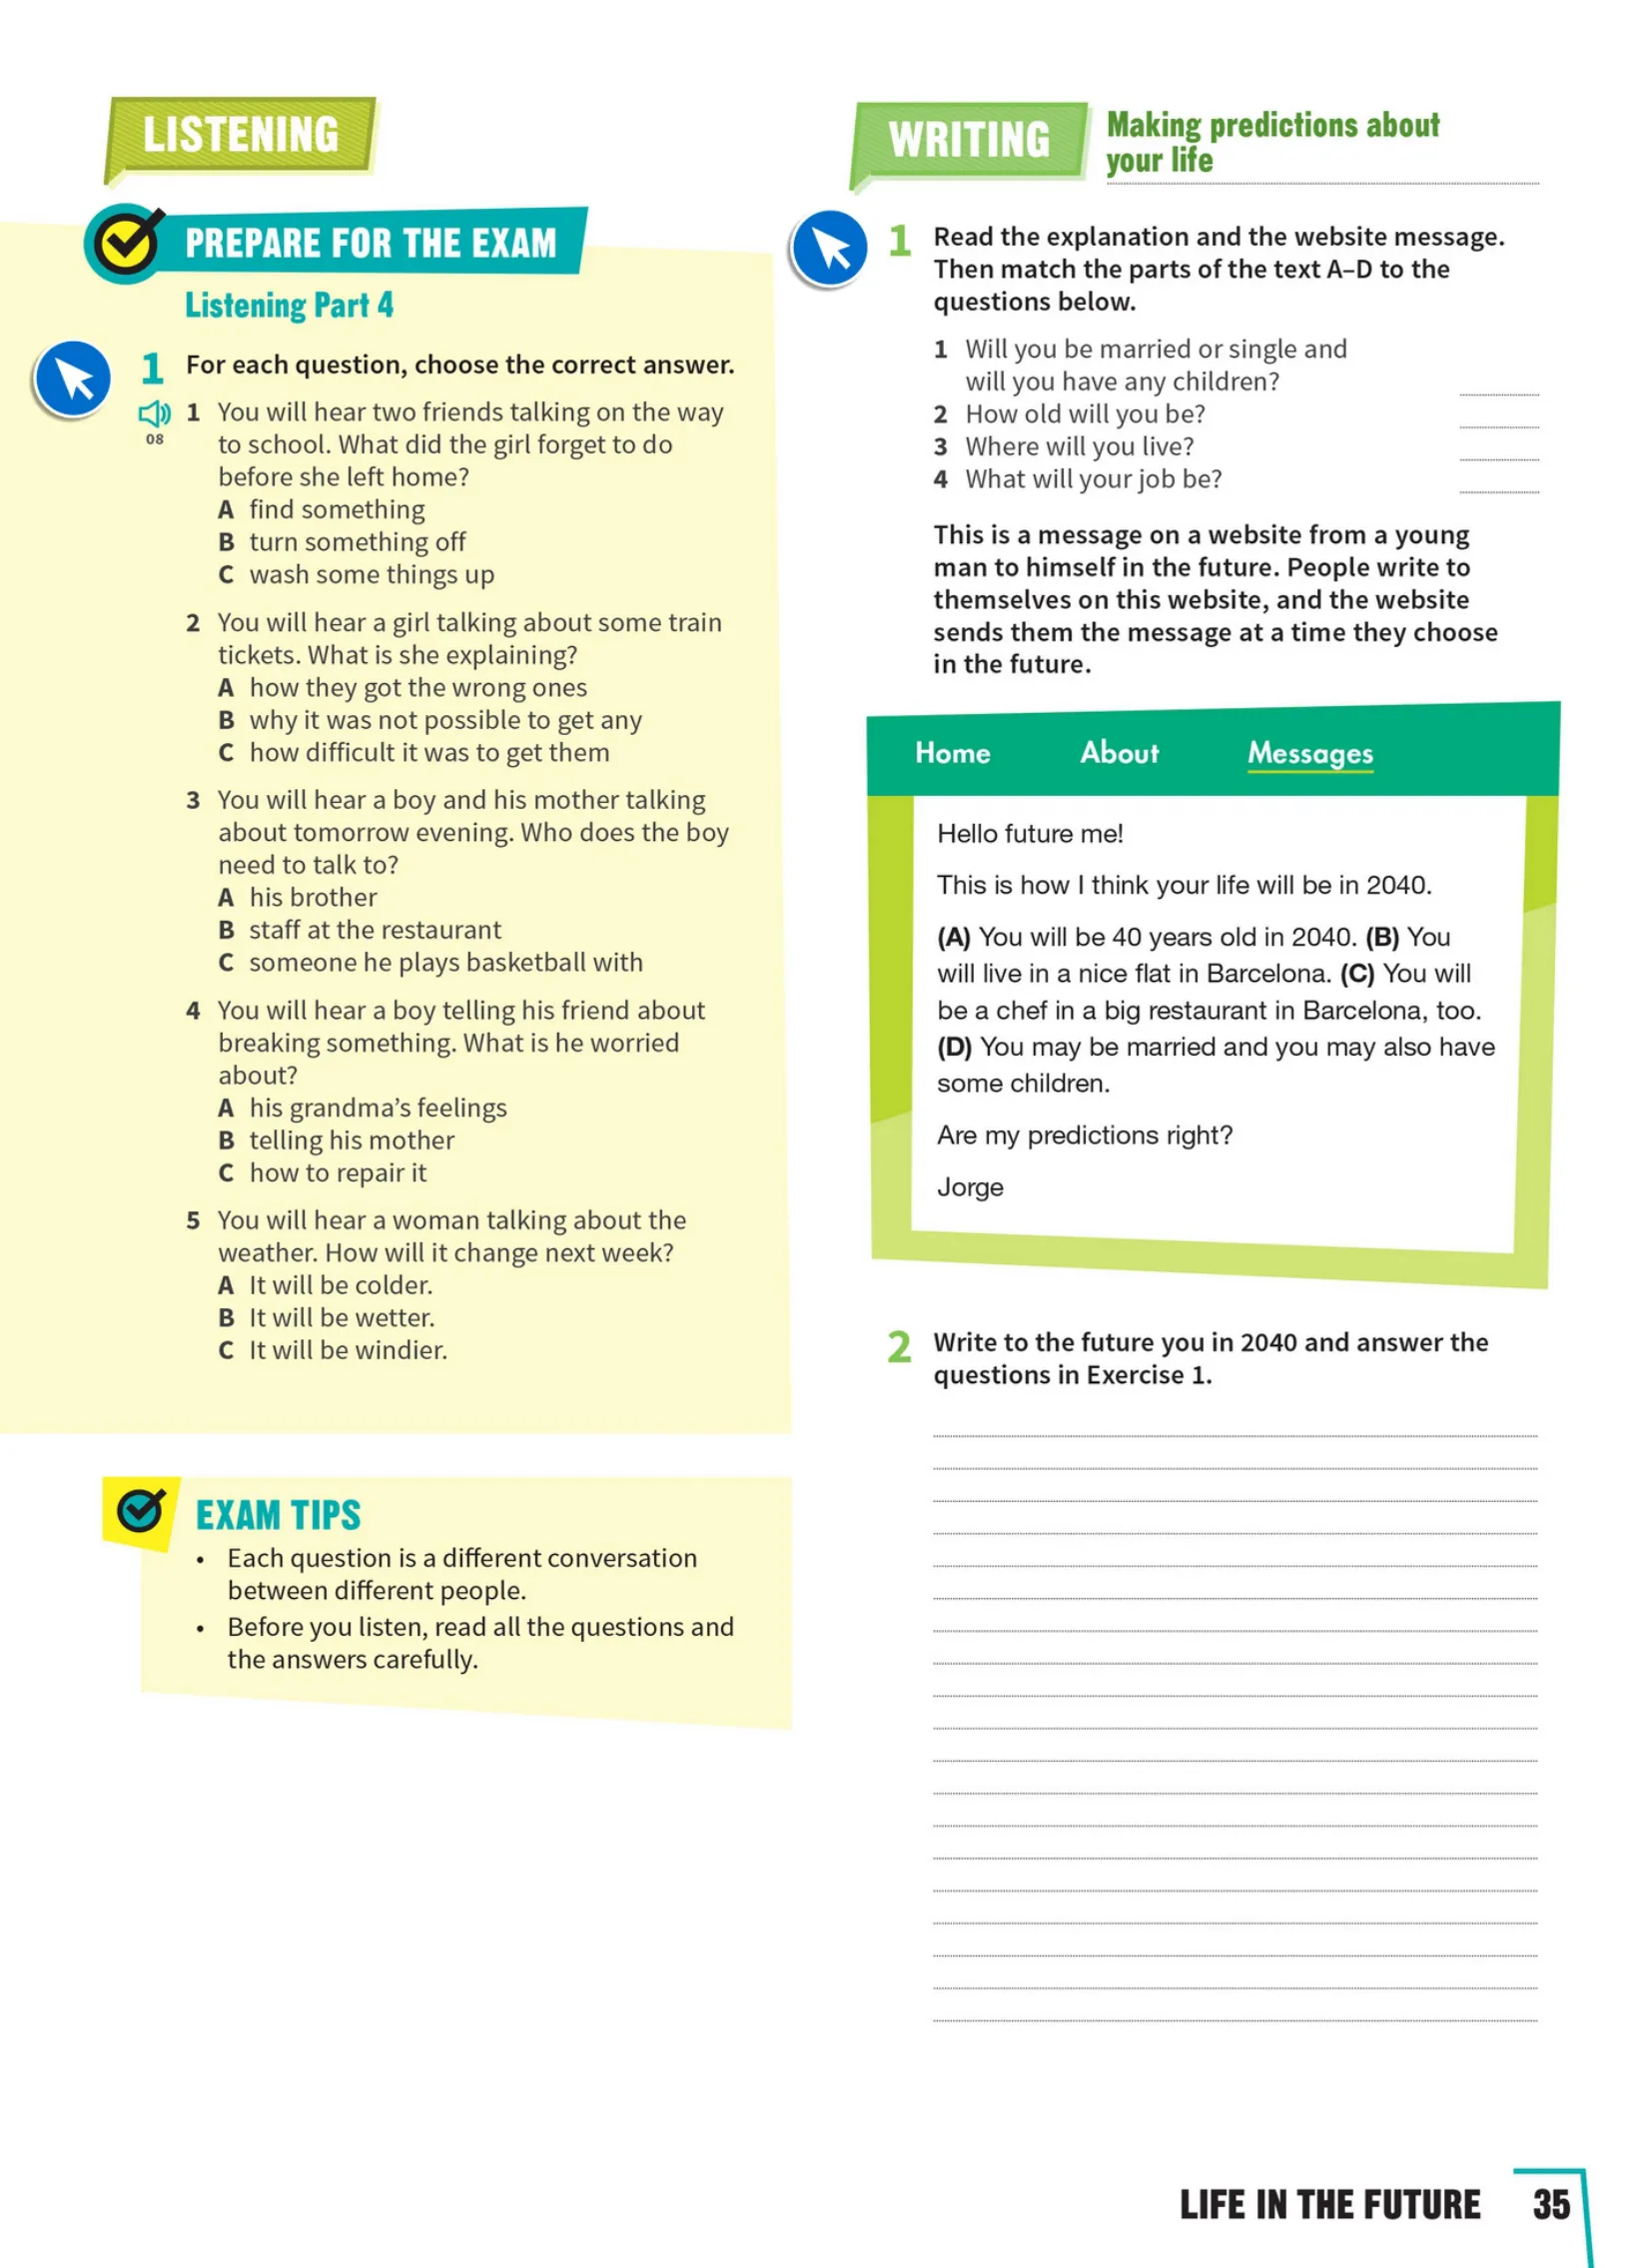 LISTENING
PREPARE FOR THE EXAM
Listening Part 4
1 For each question, choose the correct answer.
08
1 You will hear two friends talking on the way
to school. What did the girl forget to do
before she left home?
A find something
B turn something off
C wash some things up
2 You will hear a girl talking about some train
tickets. What is she explaining?
A how they got the wrong ones
B why it was not possible to get any
C how difficult it was to get them
3 You will hear a boy and his mother talking
about tomorrow evening. Who does the boy
need to talk to?
A his brother
B staff at the restaurant
C someone he plays basketball with
4 You will hear a boy telling his friend about
breaking something. What is he worried
about?
A his grandma's feelings
B telling his mother
C how to repair it
5 You will hear a woman talking about the
weather. How will it change next week?
A It will be colder.
B It will be wetter.
C It will be windier.
EXAM TIPS
• Each question is a different conversation
between different people.
• Before you listen, read all the questions and
the answers carefully.
WRITING
Making predictions about
your life
1 Read the explanation and the website message.
Then match the parts of the text A–D to the
questions below.
1 Will you be married or single and
will you have any children?
2 How old will you be?
3 Where will you live?
4 What will your job be?
This is a message on a website from a young
man to himself in the future. People write to
themselves on this website, and the website
sends them the message at a time they choose
in the future.
Home About Messages
Hello future me!
This is how I think your life will be in 2040.
(A) You will be 40 years old in 2040. (B) You
will live in a nice flat in Barcelona. (C) You will
be a chef in a big restaurant in Barcelona, too.
(D) You may be married and you may also have
some children.
Are my predictions right?
Jorge
2 Write to the future you in 2040 and answer the
questions in Exercise 1.
LIFE IN THE FUTURE 35